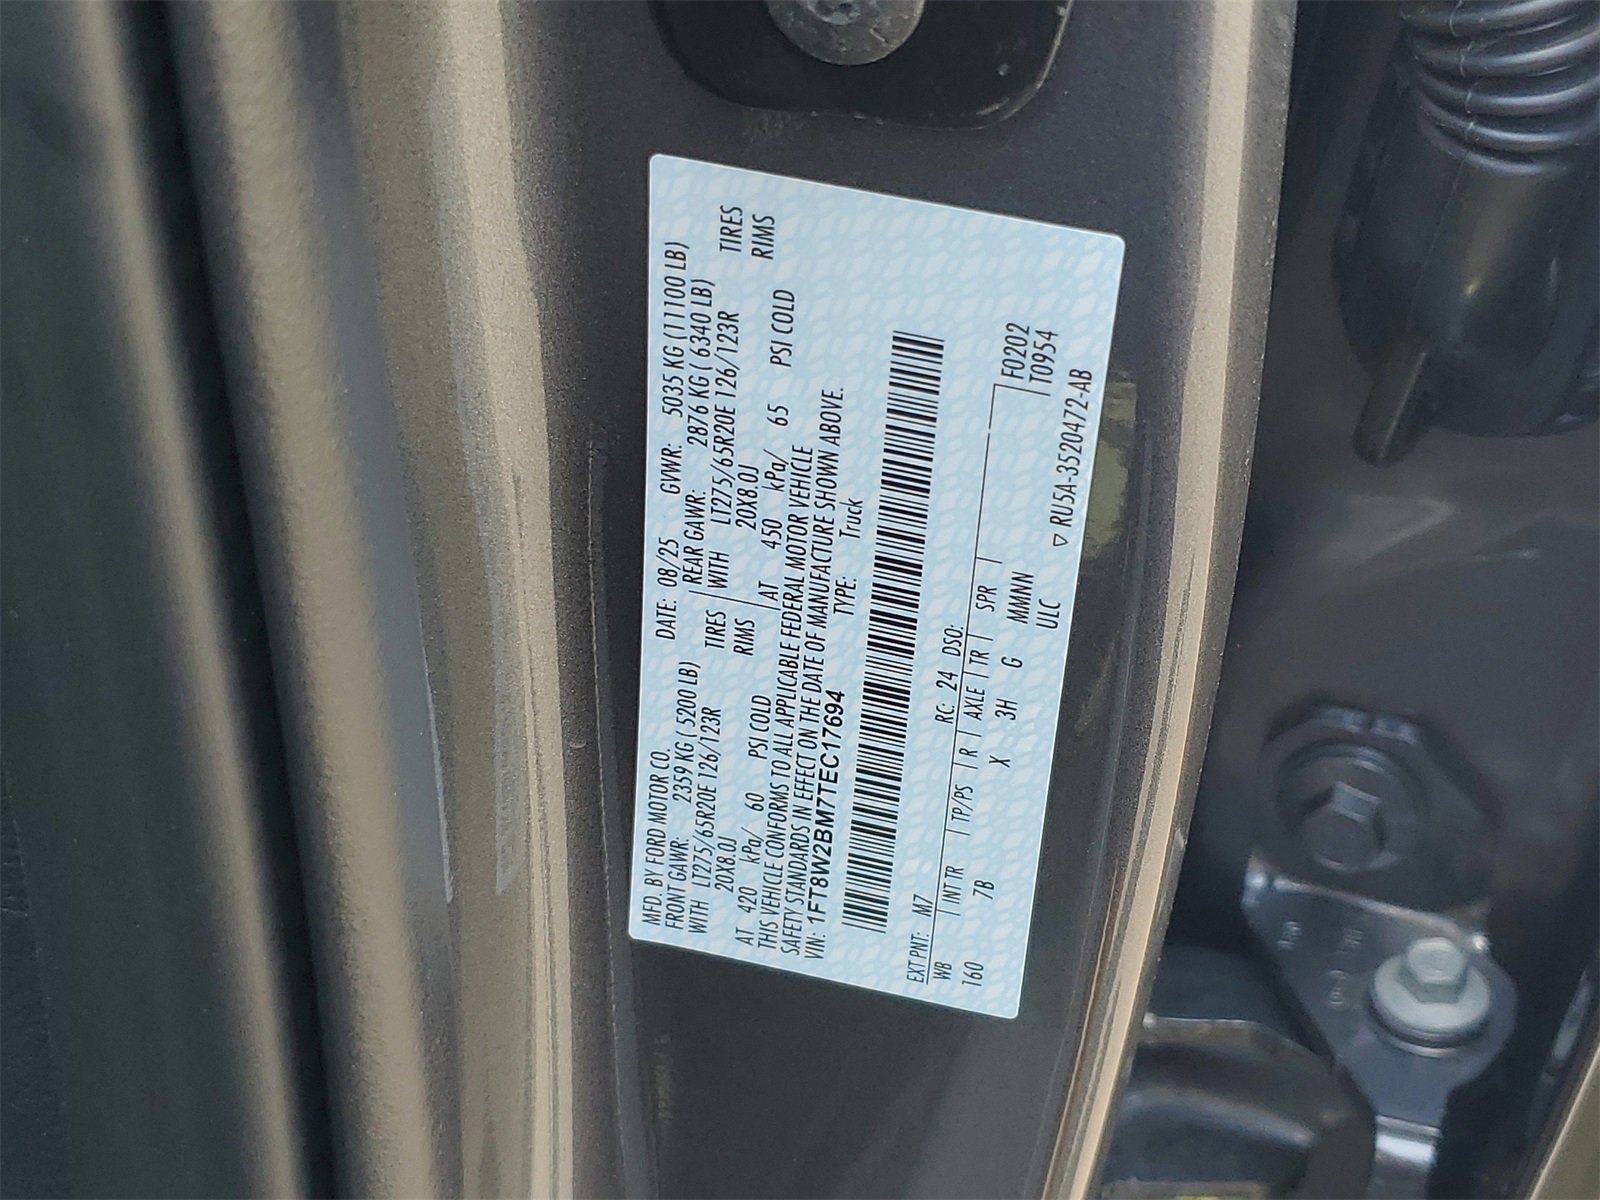 MFD. BY FORD MOTOR CO.
DATE: 08/25 GVWR: 5035 KG (11100 LB)
FRONT GAWR: 2359 KG ( 5200 LB) REAR GAWR: 2876 KG ( 6340 LB)
WITH LT275/65R20E 126/123R TIRES WITH LT275/65R20E 126/123R TIRES
20X8.0J RIMS 20X8.0J RIMS
AT 420 kPa/ 60 PSI COLD AT 450 kPa/ 65 PSI COLD
THIS VEHICLE CONFORMS TO ALL APPLICABLE FEDERAL MOTOR VEHICLE
SAFETY STANDARDS IN EFFECT ON THE DATE OF MANUFACTURE SHOWN ABOVE.
VIN: 1FT8W2BM7TEC17694 TYPE: Truck
EXT PNT: M7 RC: 24 DSO: F0202
WB INT TR TP/PS R AXLE TR SPR T0954
160 7B X 3H G MMNN
ULC ▽ RU5A-3520472-AB